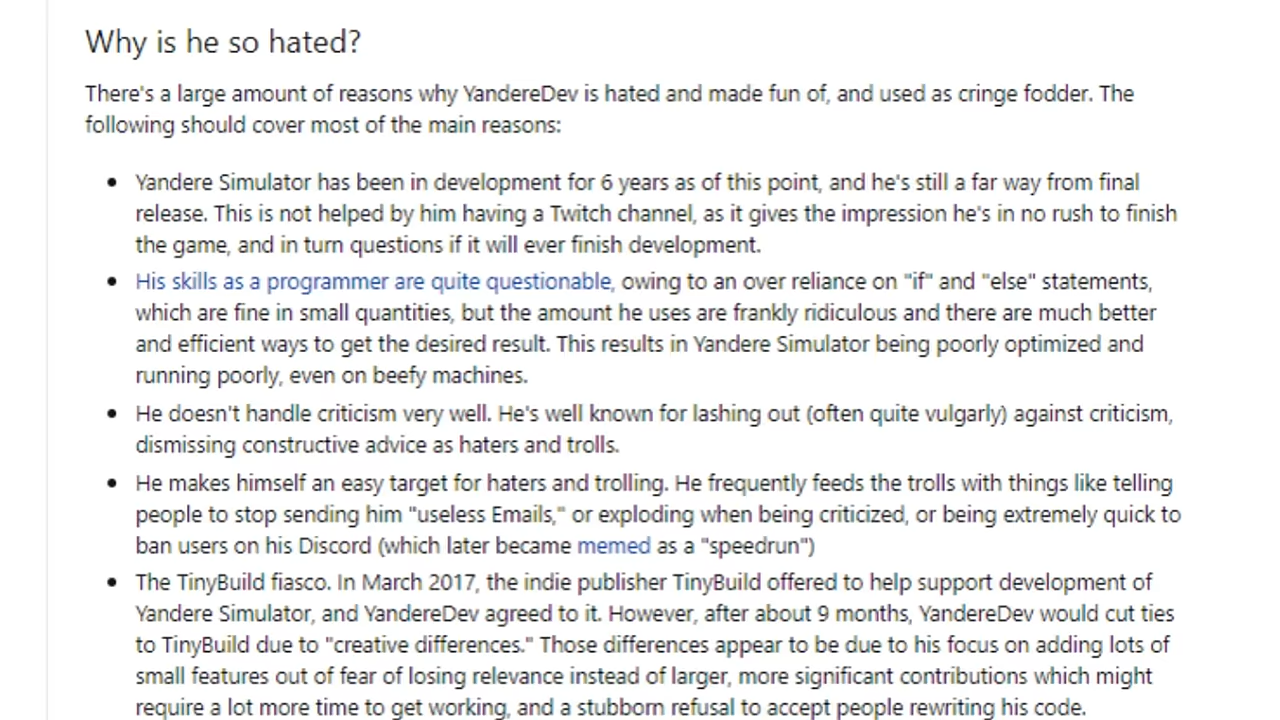 Why is he so hated?
There's a large amount of reasons why YandereDev is hated and made fun of, and used as cringe fodder. The
following should cover most of the main reasons:
• Yandere Simulator has been in development for 6 years as of this point, and he's still a far way from final
release. This is not helped by him having a Twitch channel, as it gives the impression he's in no rush to finish
the game, and in turn questions if it will ever finish development.
• His skills as a programmer are quite questionable, owing to an over reliance on "if" and "else" statements,
which are fine in small quantities, but the amount he uses are frankly ridiculous and there are much better
and efficient ways to get the desired result. This results in Yandere Simulator being poorly optimized and
running poorly, even on beefy machines.
• He doesn't handle criticism very well. He's well known for lashing out (often quite vulgarly) against criticism,
dismissing constructive advice as haters and trolls.
• He makes himself an easy target for haters and trolling. He frequently feeds the trolls with things like telling
people to stop sending him "useless Emails," or exploding when being criticized, or being extremely quick to
ban users on his Discord (which later became memed as a "speedrun")
• The TinyBuild fiasco. In March 2017, the indie publisher TinyBuild offered to help support development of
Yandere Simulator, and YandereDev agreed to it. However, after about 9 months, YandereDev would cut ties
to TinyBuild due to "creative differences." Those differences appear to be due to his focus on adding lots of
small features out of fear of losing relevance instead of larger, more significant contributions which might
require a lot more time to get working, and a stubborn refusal to accept people rewriting his code.